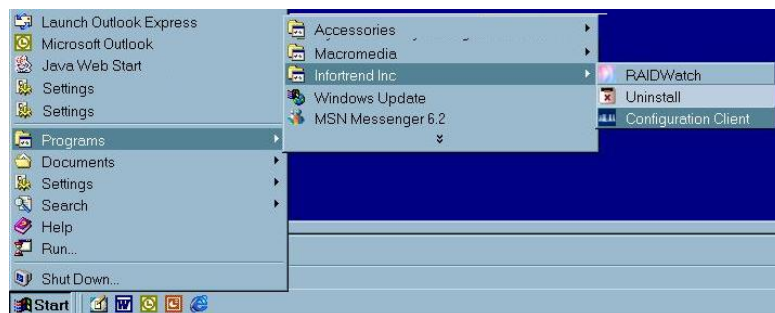 Launch Outlook Express
Microsoft Outlook
Java Web Start
Settings
Settings
Programs
Documents
Settings
Search
Help
Run...
Shut Down...
Start
Accessories
Macromedia
Infortrend Inc
Windows Update
MSN Messenger 6.2
RAIDWatch
Uninstall
Configuration Client